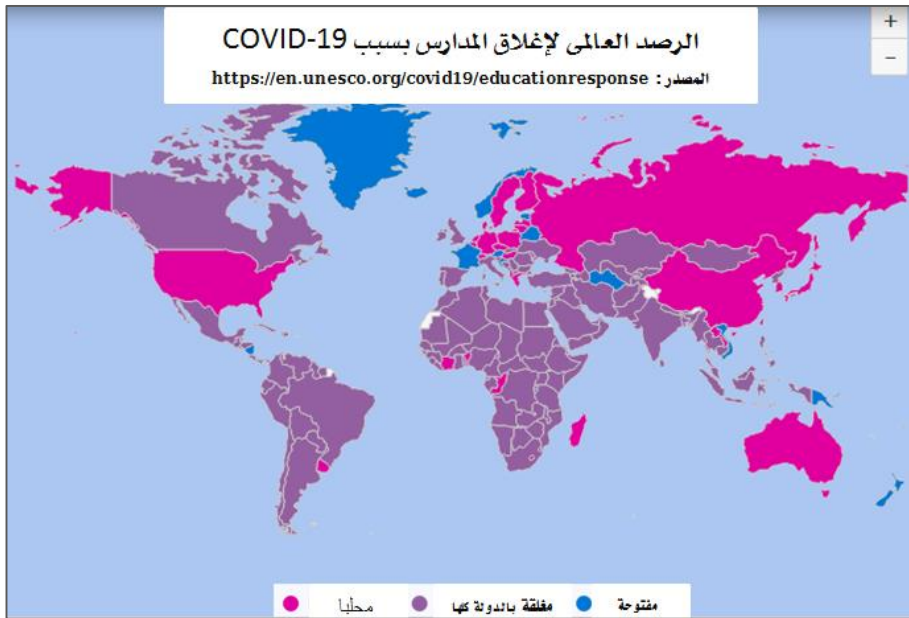 الرصد العالمى لإغلاق المدارس بسبب COVID-19
المصدر: https://en.unesco.org/covid19/educationresponse
+
−
مفتوحة مغلقة بالدولة كلها محليا